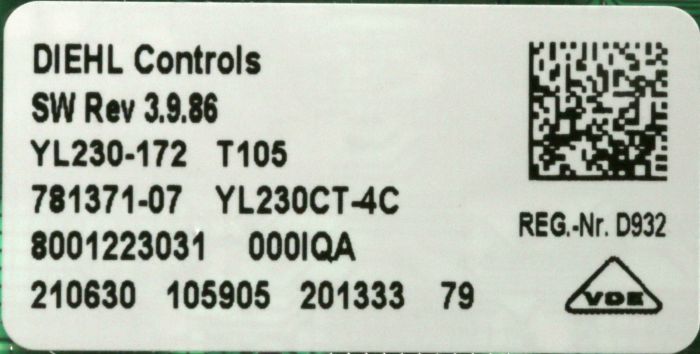 DIEHL Controls
SW Rev 3.9.86
YL230-172 T105
781371-07 YL230CT-4C
8001223031 000IQA
210630 105905 201333 79
REG.-Nr. D932
VDE